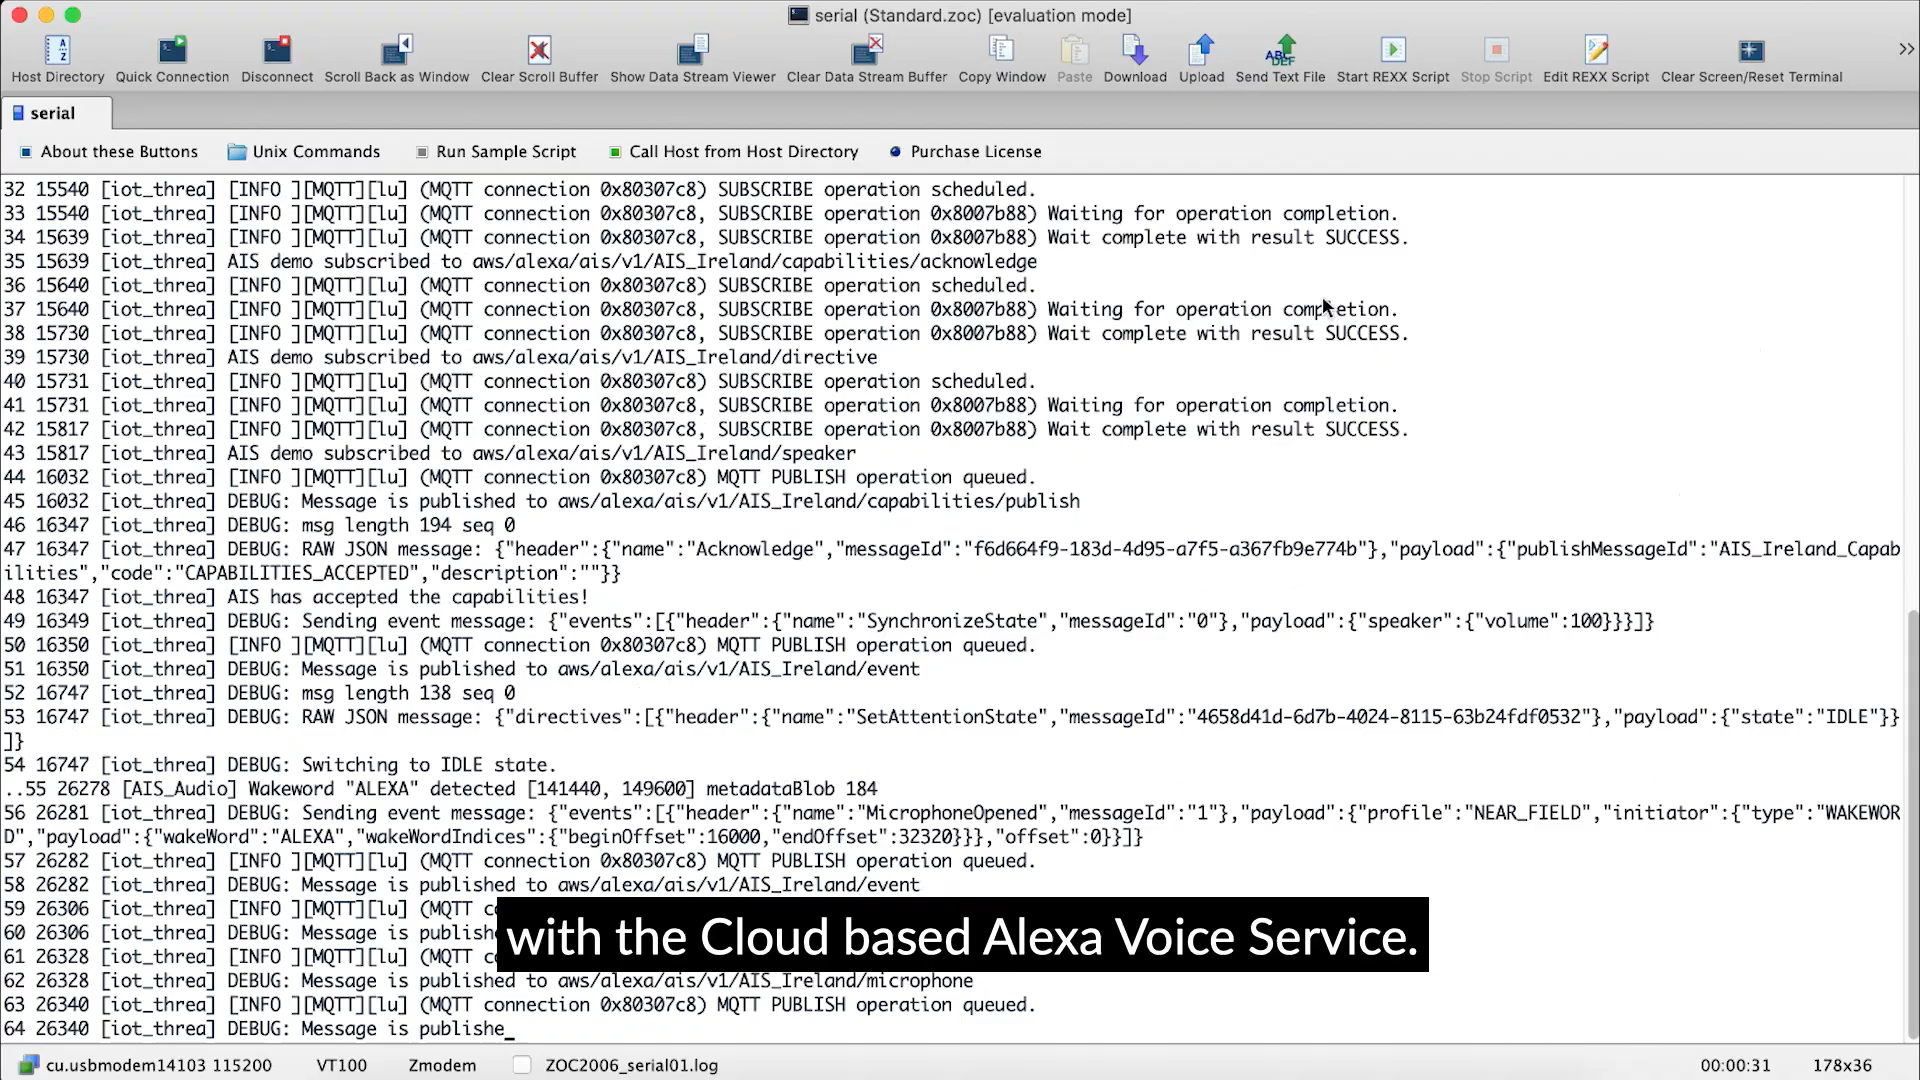 serial (Standard.zoc) [evaluation mode]
Host Directory Quick Connection Disconnect Scroll Back as Window Clear Scroll Buffer Show Data Stream Viewer Clear Data Stream Buffer Copy Window Paste Download Upload Send Text File Start REXX Script Stop Script Edit REXX Script Clear Screen/Reset Terminal
serial
About these Buttons Unix Commands Run Sample Script Call Host from Host Directory Purchase License
32 15540 [iot_threa] [INFO ][MQTT][lu] (MQTT connection 0x80307c8) SUBSCRIBE operation scheduled.
33 15540 [iot_threa] [INFO ][MQTT][lu] (MQTT connection 0x80307c8, SUBSCRIBE operation 0x8007b88) Waiting for operation completion.
34 15639 [iot_threa] [INFO ][MQTT][lu] (MQTT connection 0x80307c8, SUBSCRIBE operation 0x8007b88) Wait complete with result SUCCESS.
35 15639 [iot_threa] AIS demo subscribed to aws/alexa/ais/v1/AIS_Ireland/capabilities/acknowledge
36 15640 [iot_threa] [INFO ][MQTT][lu] (MQTT connection 0x80307c8) SUBSCRIBE operation scheduled.
37 15640 [iot_threa] [INFO ][MQTT][lu] (MQTT connection 0x80307c8, SUBSCRIBE operation 0x8007b88) Waiting for operation completion.
38 15730 [iot_threa] [INFO ][MQTT][lu] (MQTT connection 0x80307c8, SUBSCRIBE operation 0x8007b88) Wait complete with result SUCCESS.
39 15730 [iot_threa] AIS demo subscribed to aws/alexa/ais/v1/AIS_Ireland/directive
40 15731 [iot_threa] [INFO ][MQTT][lu] (MQTT connection 0x80307c8) SUBSCRIBE operation scheduled.
41 15731 [iot_threa] [INFO ][MQTT][lu] (MQTT connection 0x80307c8, SUBSCRIBE operation 0x8007b88) Waiting for operation completion.
42 15817 [iot_threa] [INFO ][MQTT][lu] (MQTT connection 0x80307c8, SUBSCRIBE operation 0x8007b88) Wait complete with result SUCCESS.
43 15817 [iot_threa] AIS demo subscribed to aws/alexa/ais/v1/AIS_Ireland/speaker
44 16032 [iot_threa] [INFO ][MQTT][lu] (MQTT connection 0x80307c8) MQTT PUBLISH operation queued.
45 16032 [iot_threa] DEBUG: Message is published to aws/alexa/ais/v1/AIS_Ireland/capabilities/publish
46 16347 [iot_threa] DEBUG: msg length 194 seq 0
47 16347 [iot_threa] DEBUG: RAW JSON message: {"header":{"name":"Acknowledge","messageId":"f6d664f9-183d-4d95-a7f5-a367fb9e774b"},"payload":{"publishMessageId":"AIS_Ireland_Capab
ilities","code":"CAPABILITIES_ACCEPTED","description":""}}
48 16347 [iot_threa] AIS has accepted the capabilities!
49 16349 [iot_threa] DEBUG: Sending event message: {"events":[{"header":{"name":"SynchronizeState","messageId":"0"},"payload":{"speaker":{"volume":100}}}]}
50 16350 [iot_threa] [INFO ][MQTT][lu] (MQTT connection 0x80307c8) MQTT PUBLISH operation queued.
51 16350 [iot_threa] DEBUG: Message is published to aws/alexa/ais/v1/AIS_Ireland/event
52 16747 [iot_threa] DEBUG: msg length 138 seq 0
53 16747 [iot_threa] DEBUG: RAW JSON message: {"directives":[{"header":{"name":"SetAttentionState","messageId":"4658d41d-6d7b-4024-8115-63b24fdf0532"},"payload":{"state":"IDLE"}}
]}
54 16747 [iot_threa] DEBUG: Switching to IDLE state.
..55 26278 [AIS_Audio] Wakeword "ALEXA" detected [141440, 149600] metadataBlob 184
56 26281 [iot_threa] DEBUG: Sending event message: {"events":[{"header":{"name":"MicrophoneOpened","messageId":"1"},"payload":{"profile":"NEAR_FIELD","initiator":{"type":"WAKEWOR
D","payload":{"wakeWord":"ALEXA","wakeWordIndices":{"beginOffset":16000,"endOffset":32320}}},"offset":0}}]}
57 26282 [iot_threa] [INFO ][MQTT][lu] (MQTT connection 0x80307c8) MQTT PUBLISH operation queued.
58 26282 [iot_threa] DEBUG: Message is published to aws/alexa/ais/v1/AIS_Ireland/event
59 26306 [iot_threa] [INFO ][MQTT][lu] (MQTT
60 26306 [iot_threa] DEBUG: Message is publishe
61 26328 [iot_threa] [INFO ][MQTT][lu] (MQTT
with the Cloud based Alexa Voice Service.
62 26328 [iot_threa] DEBUG: Message is published to aws/alexa/ais/v1/AIS_Ireland/microphone
63 26340 [iot_threa] [INFO ][MQTT][lu] (MQTT connection 0x80307c8) MQTT PUBLISH operation queued.
64 26340 [iot_threa] DEBUG: Message is publishe_
cu.usbmodem14103 115200 VT100 Zmodem ZOC2006_serial01.log 00:00:31 178x36